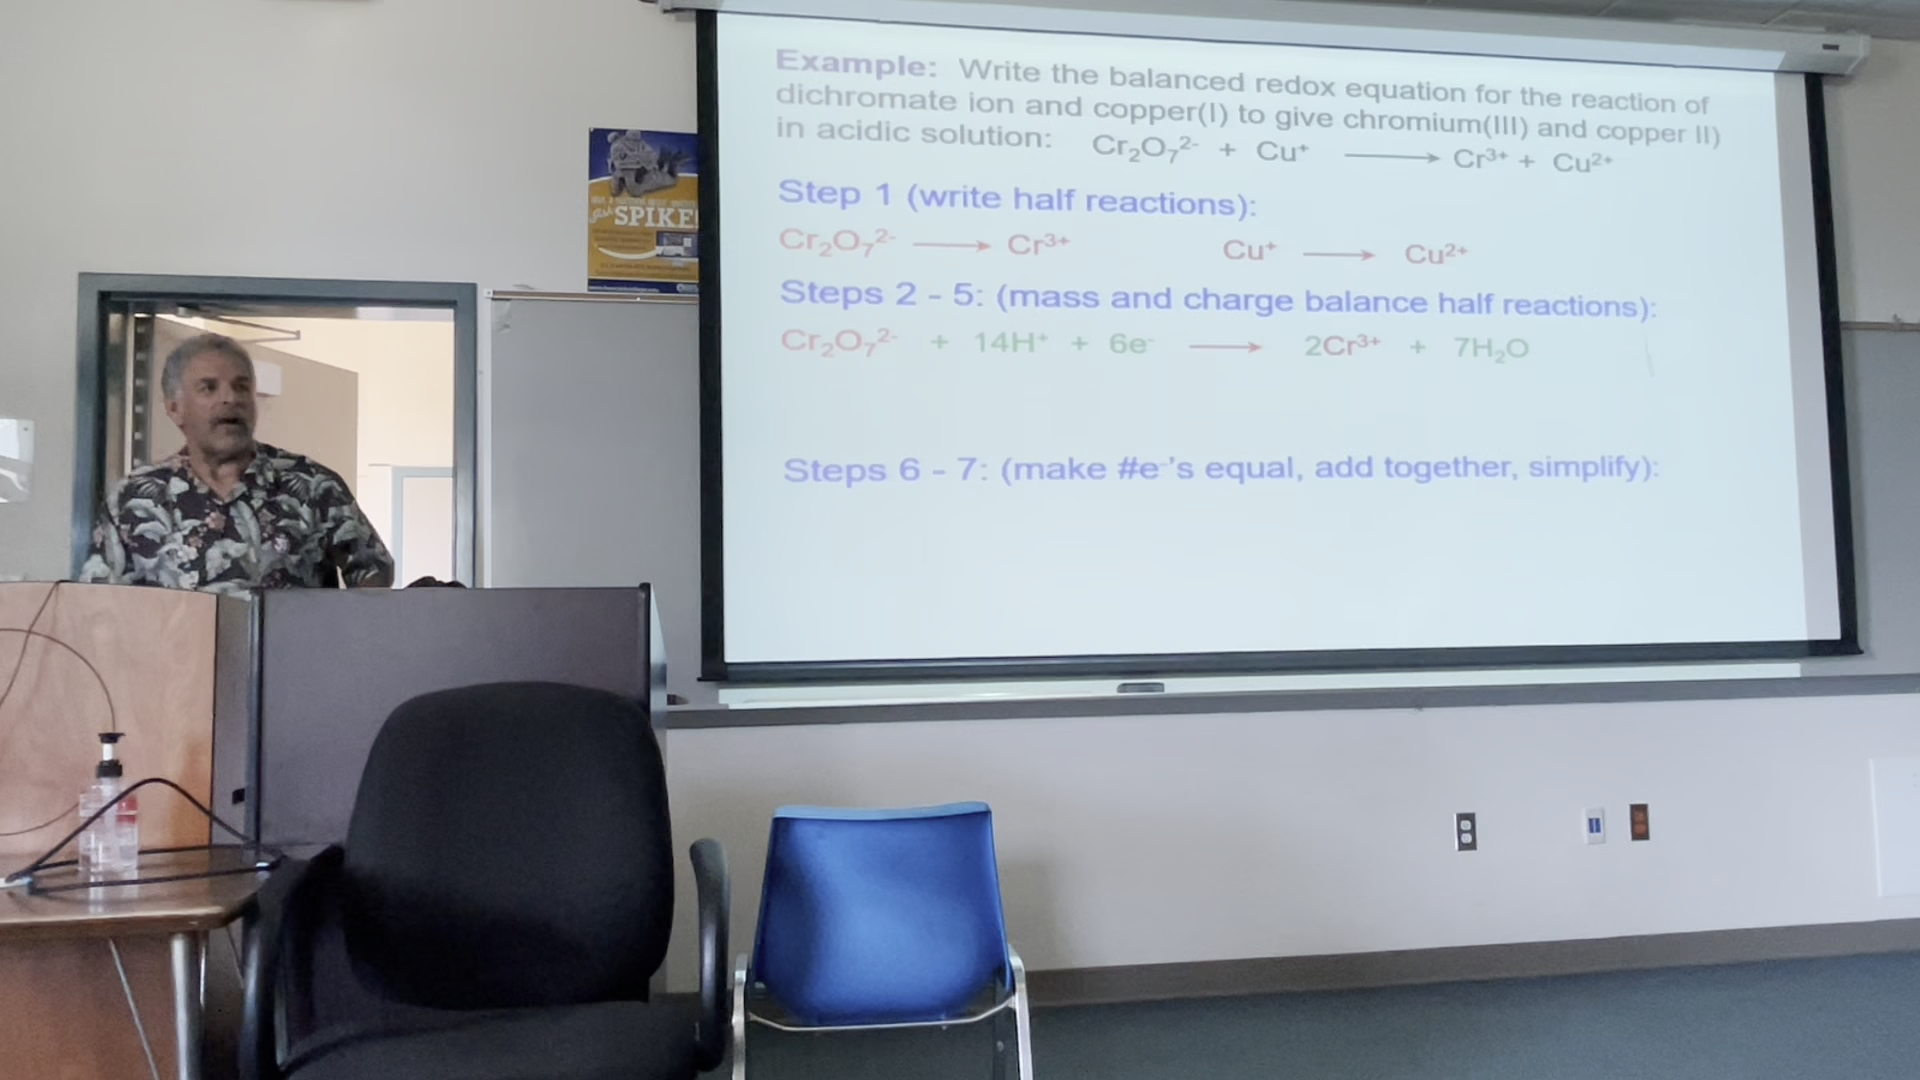 Example: Write the balanced redox equation for the reaction of
dichromate ion and copper(I) to give chromium(III) and copper II)
in acidic solution: Cr₂O₇²⁻ + Cu⁺ ⟶ Cr³⁺ + Cu²⁺
Step 1 (write half reactions):
Cr₂O₇²⁻ ⟶ Cr³⁺ Cu⁺ ⟶ Cu²⁺
Steps 2 - 5: (mass and charge balance half reactions):
Cr₂O₇²⁻ + 14H⁺ + 6e⁻ ⟶ 2Cr³⁺ + 7H₂O
Steps 6 - 7: (make #e⁻'s equal, add together, simplify):
SPIKE